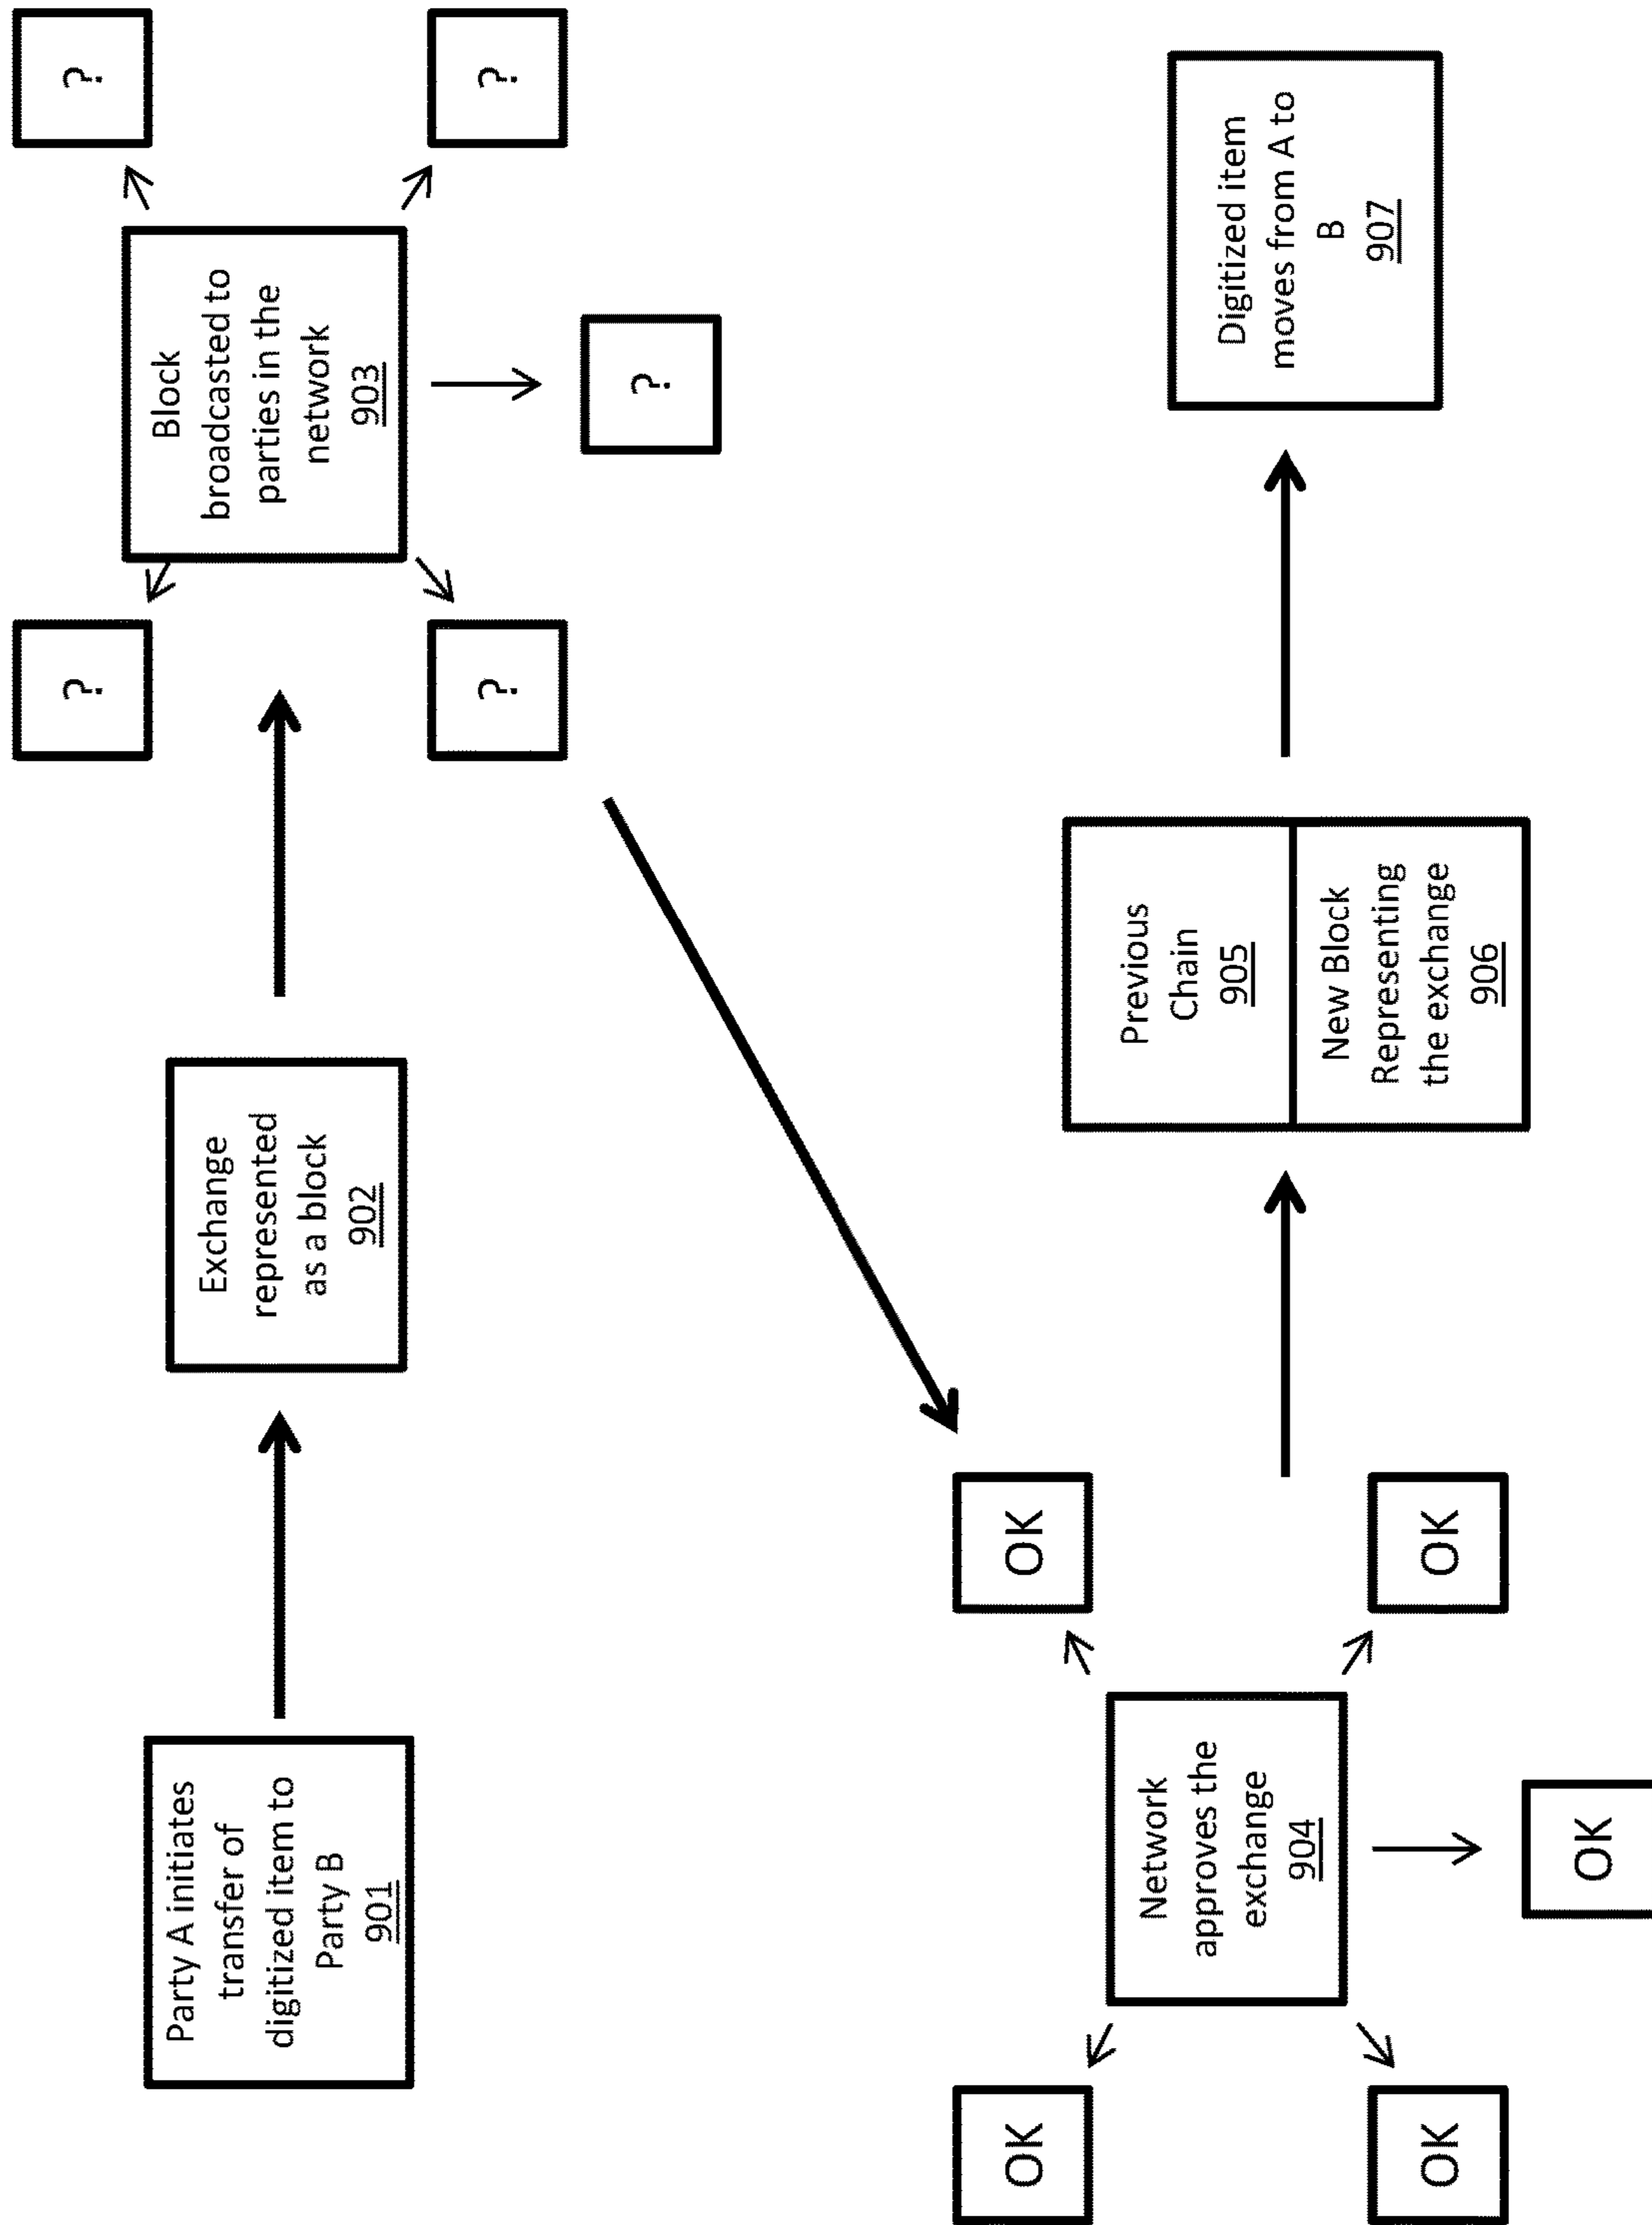 Party A initiates
transfer of
digitized item to
Party B
901
Exchange
represented
as a block
902
?
?
Block
broadcasted to
parties in the
network
903
?
?
?
OK
OK
Network
approves the
exchange
904
OK
OK
OK
Previous
Chain
905
New Block
Representing
the exchange
906
Digitized item
moves from A to
B
907